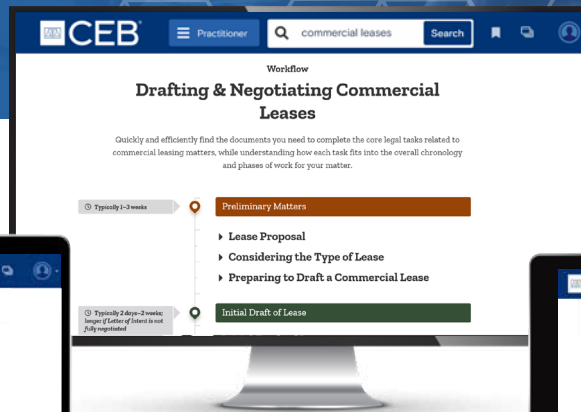 CEB
Practitioner
commercial leases
Search
Workflow
Drafting & Negotiating Commercial
Leases
Quickly and efficiently find the documents you need to complete the core legal tasks related to
commercial leasing matters, while understanding how each task fits into the overall chronology
and phases of work for your matter.
Typically 1–3 weeks
Preliminary Matters
Lease Proposal
Considering the Type of Lease
Preparing to Draft a Commercial Lease
Typically 2 days–2 weeks;
longer if Letter of Intent is not
fully negotiated
Initial Draft of Lease